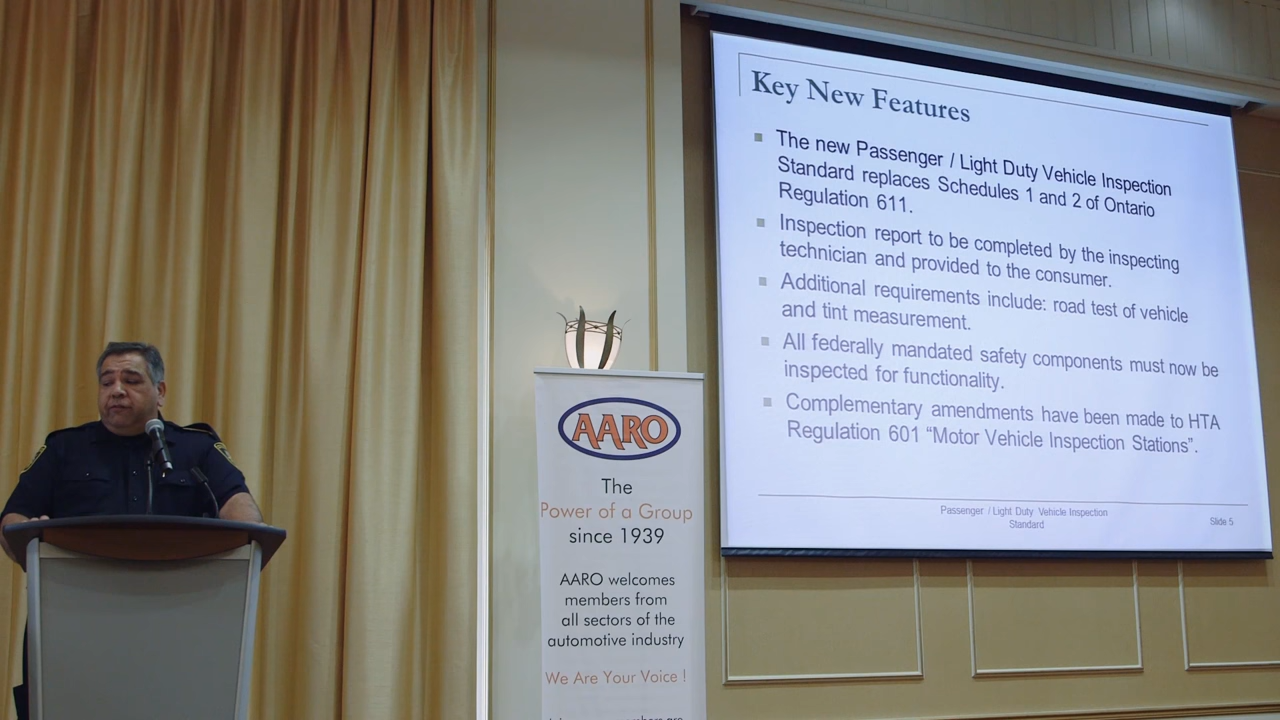 Key New Features
The new Passenger / Light Duty Vehicle Inspection
Standard replaces Schedules 1 and 2 of Ontario
Regulation 611.
Inspection report to be completed by the inspecting
technician and provided to the consumer.
Additional requirements include: road test of vehicle
and tint measurement.
All federally mandated safety components must now be
inspected for functionality.
Complementary amendments have been made to HTA
Regulation 601 “Motor Vehicle Inspection Stations”.
Passenger / Light Duty Vehicle Inspection
Standard
Slide 5
AARO
The
Power of a Group
since 1939
AARO welcomes
members from
all sectors of the
automotive industry
We Are Your Voice !